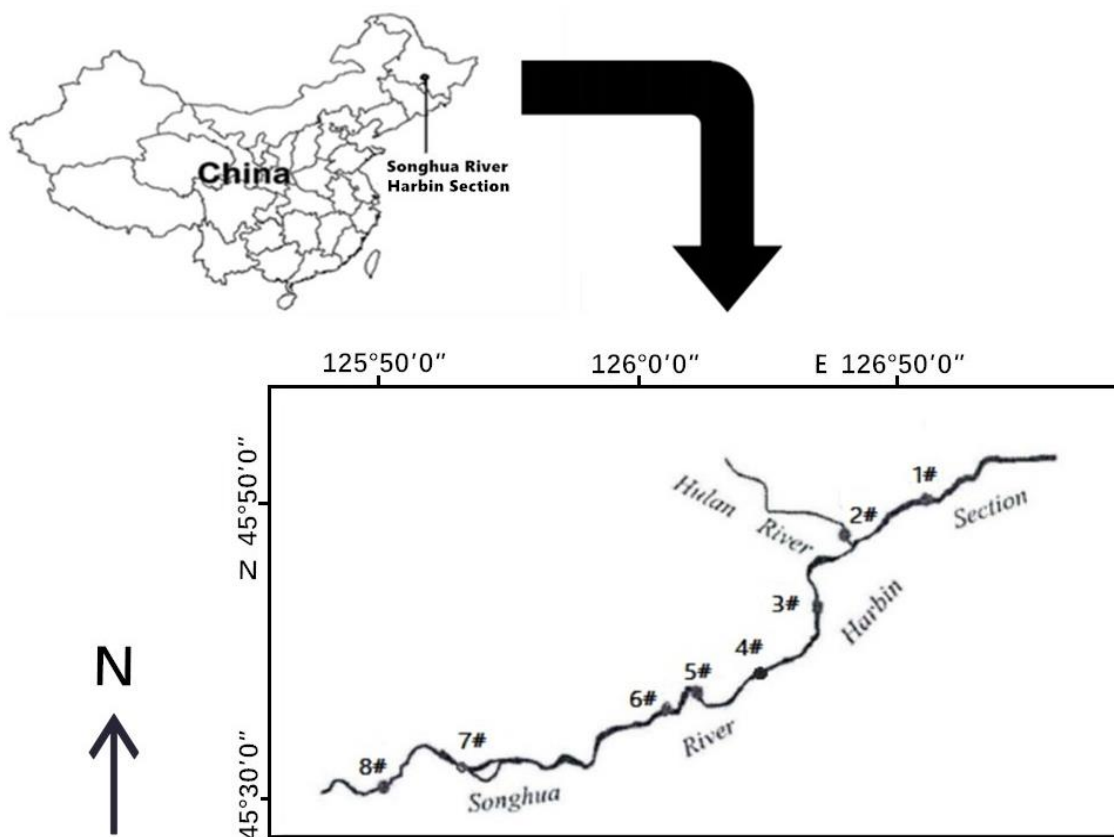 China
Songhua River
Harbin Section
125°50′0″
126°0′0″
E 126°50′0″
N 45°50′0″
45°30′0″
N
1#
2#
3#
4#
5#
6#
7#
8#
Hulan River
Songhua River Harbin Section